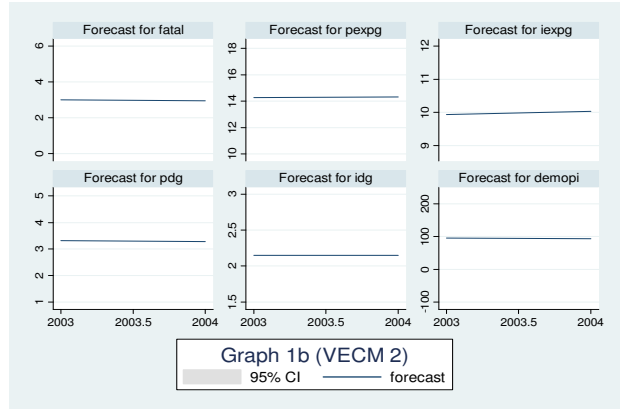 Forecast for fatal
Forecast for pexpg
Forecast for iexpg
6
4
2
0
18
16
14
12
10
12
11
10
9
Forecast for pdg
Forecast for idg
Forecast for demopi
5
4
3
2
1
3
2.5
2
1.5
200
100
0
-100
2003 2003.5 2004
2003 2003.5 2004
2003 2003.5 2004
Graph 1b (VECM 2)
95% CI forecast